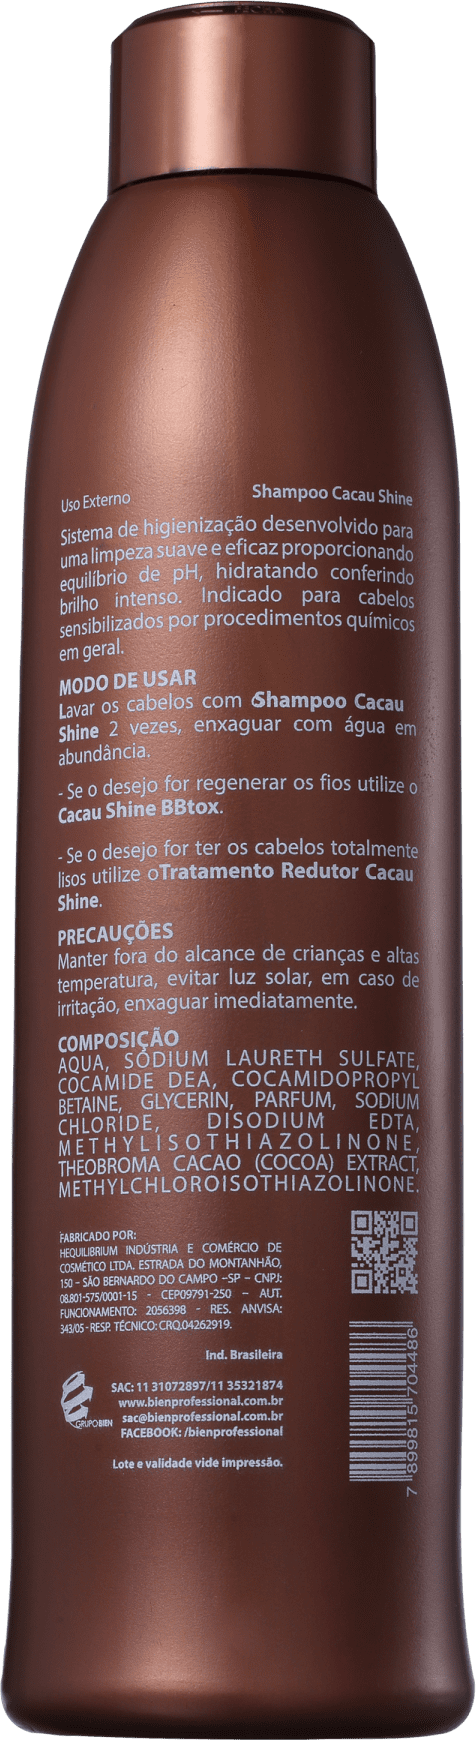 Uso Externo Shampoo Cacau Shine
Sistema de higienização desenvolvido para
uma limpeza suave e eficaz proporcionando
equilíbrio de pH, hidratando conferindo
brilho intenso. Indicado para cabelos
sensibilizados por procedimentos químicos
em geral.
MODO DE USAR
Lavar os cabelos com Shampoo Cacau
Shine 2 vezes, enxaguar com água em
abundância.
- Se o desejo for regenerar os fios utilize o
Cacau Shine BBtox.
- Se o desejo for ter os cabelos totalmente
lisos utilize o Tratamento Redutor Cacau
Shine.
PRECAUÇÕES
Manter fora do alcance de crianças e altas
temperatura, evitar luz solar, em caso de
irritação, enxaguar imediatamente.
COMPOSIÇÃO
AQUA, SODIUM LAURETH SULFATE,
COCAMIDE DEA, COCAMIDOPROPYL
BETAINE, GLYCERIN, PARFUM, SODIUM
CHLORIDE, DISODIUM EDTA,
METHYLISOTHIAZOLINONE,
THEOBROMA CACAO (COCOA) EXTRACT,
METHYLCHLOROISOTHIAZOLINONE.
FABRICADO POR:
HEQUILIBRIUM INDÚSTRIA E COMÉRCIO DE
COSMÉTICO LTDA. ESTRADA DO MONTANHÃO,
150 – SÃO BERNARDO DO CAMPO –SP – CNPJ:
08.801-575/0001-15 - CEP09791-250 – AUT.
FUNCIONAMENTO: 2056398 - RES. ANVISA:
343/05 - RESP. TÉCNICO: CRQ.04262919.
Ind. Brasileira
SAC: 11 31072897/11 35321874
www.bienprofessional.com.br
sac@bienprofessional.com.br
FACEBOOK: /bienprofessional
GRUPO BIEN
Lote e validade vide impressão.
7 899815 704486